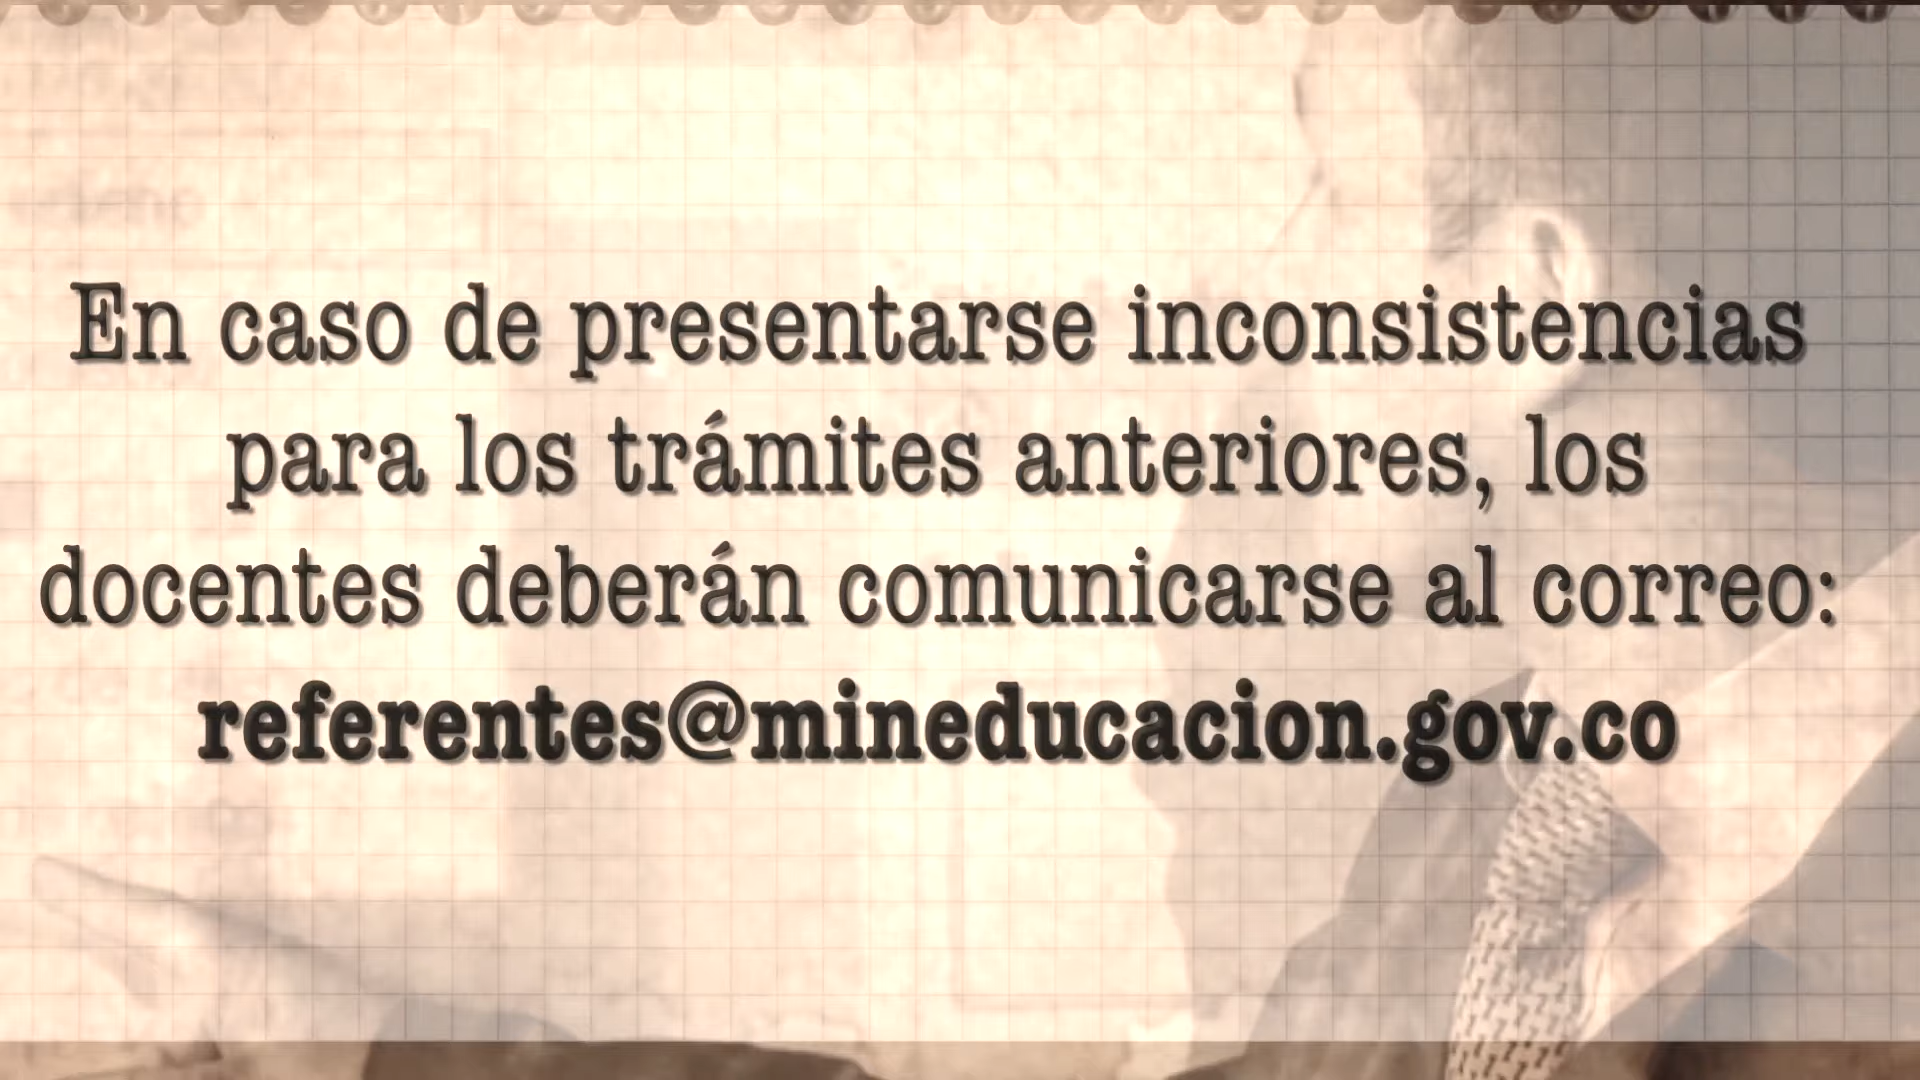 En caso de presentarse inconsistencias
para los trámites anteriores, los
docentes deberán comunicarse al correo:
referentes@mineducacion.gov.co